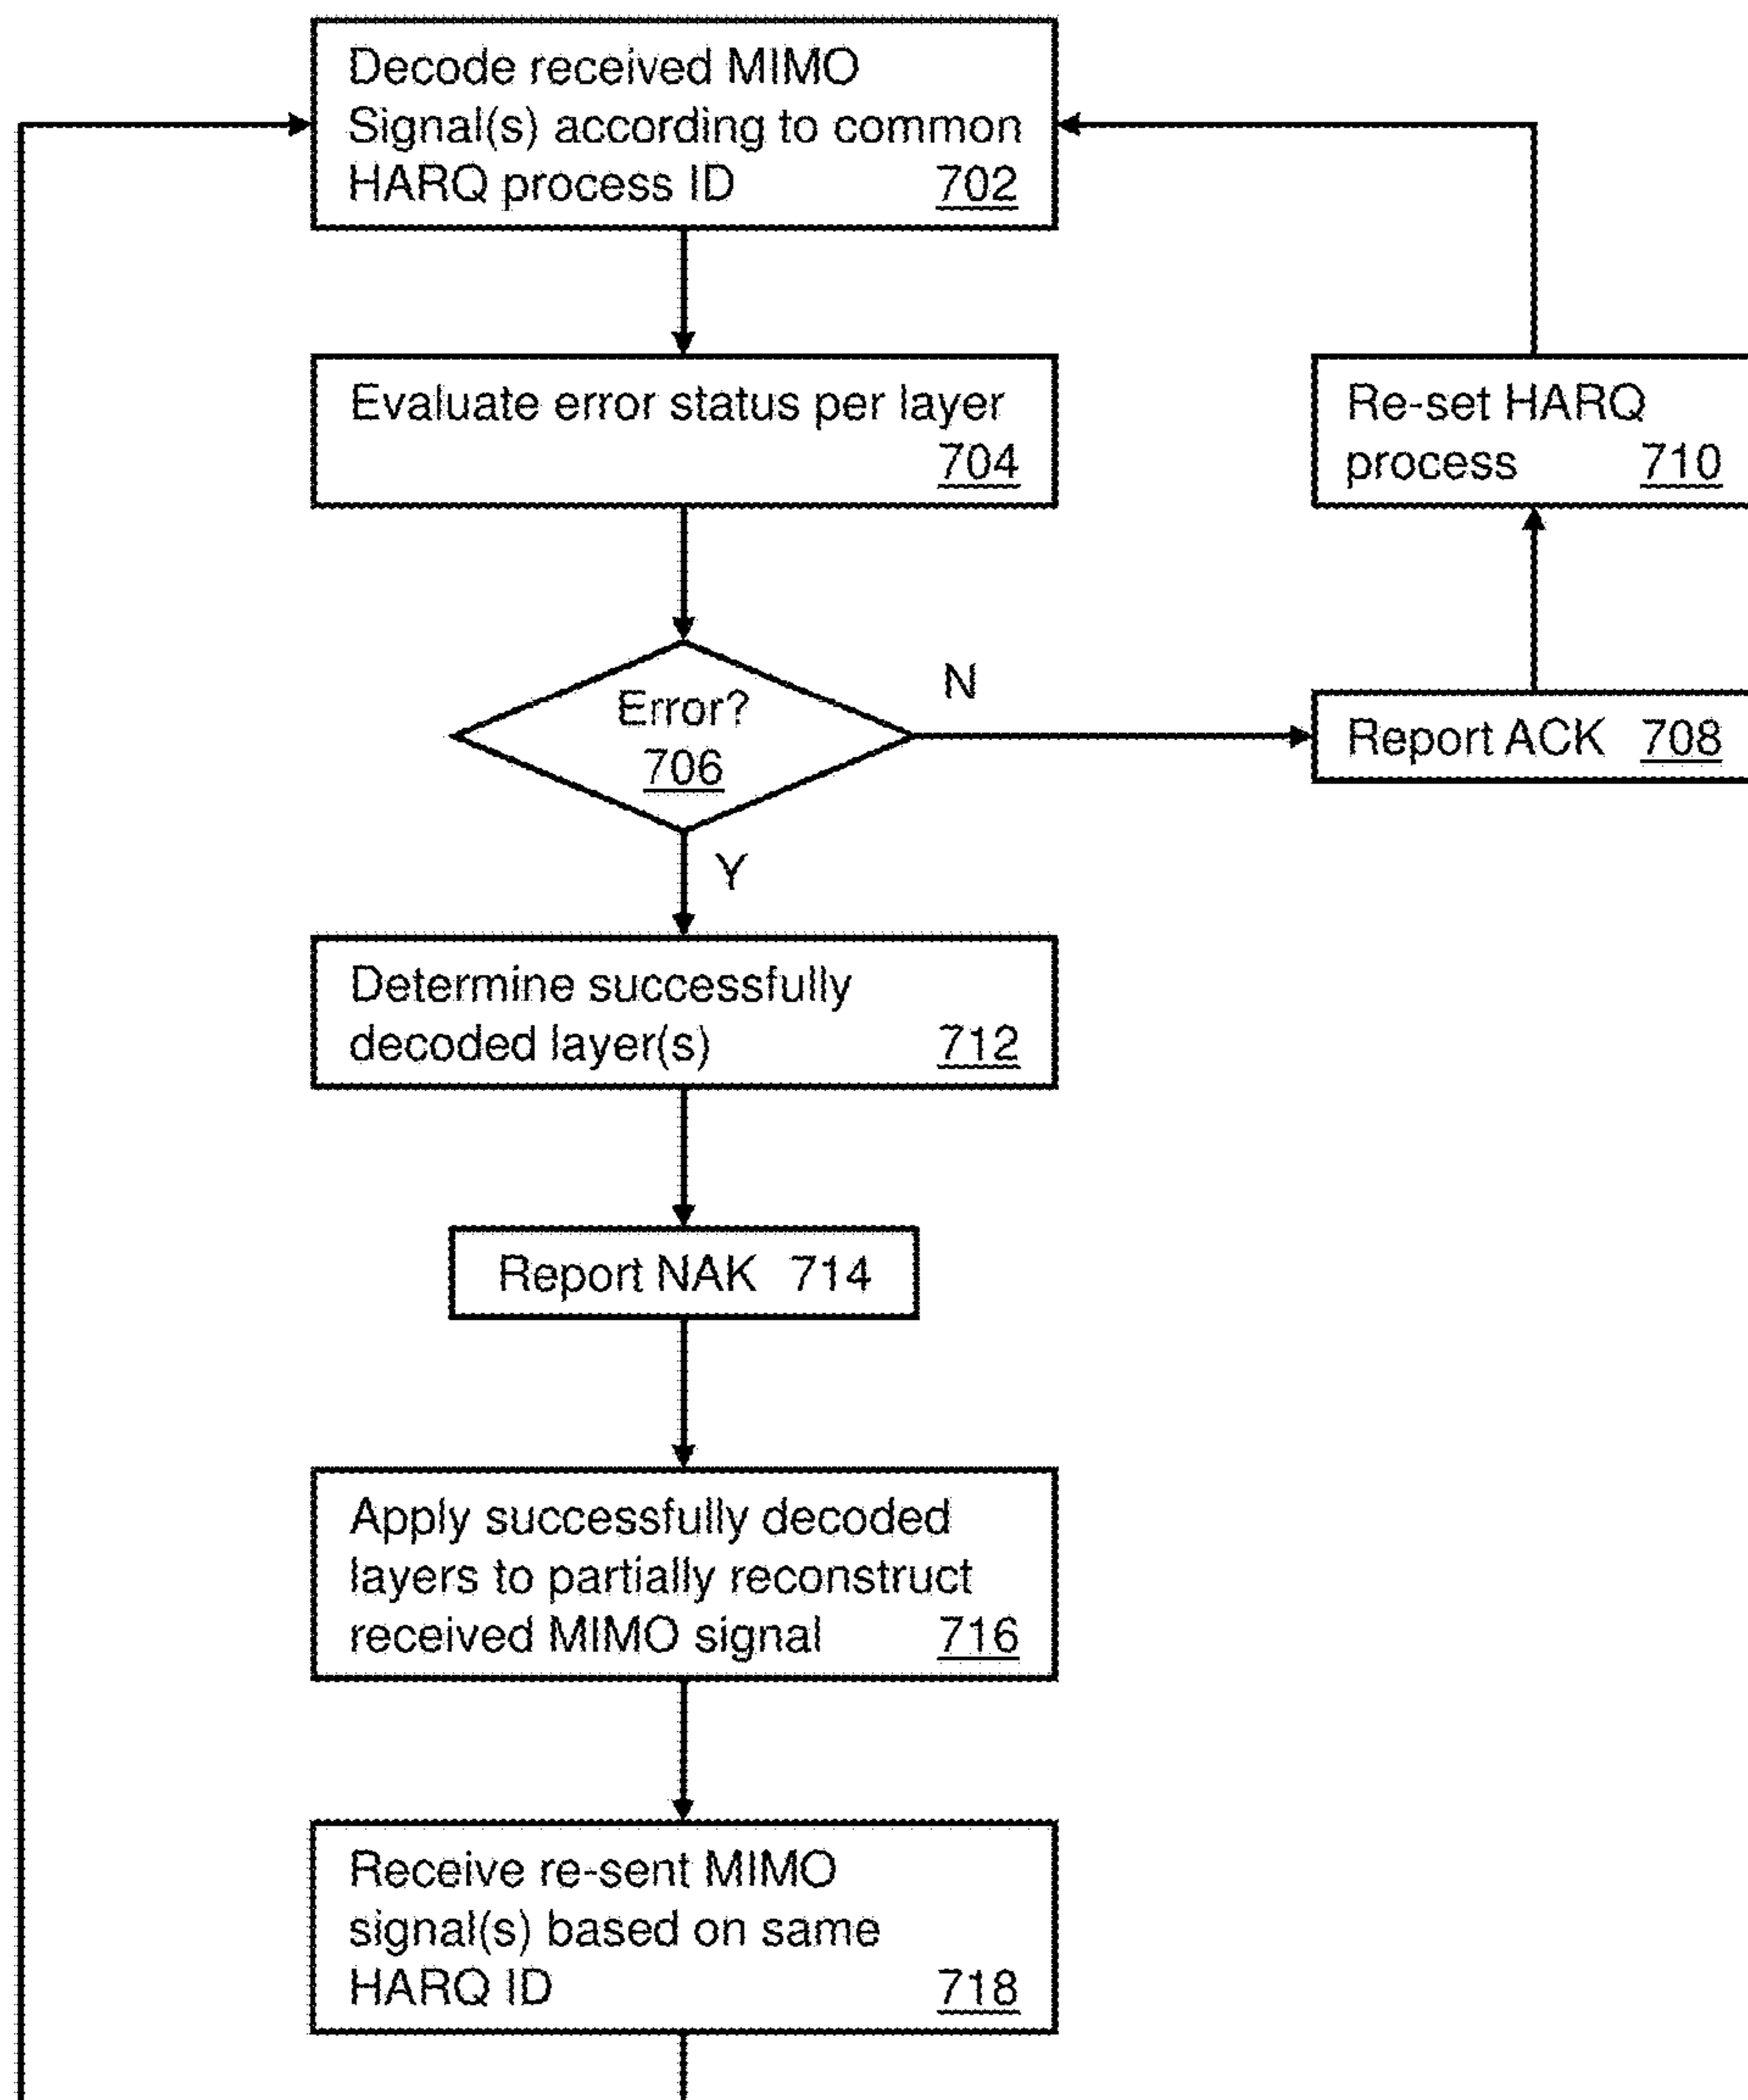 Decode received MIMO
Signal(s) according to common
HARQ process ID 702
Evaluate error status per layer
704
Re-set HARQ
process 710
Error?
706
N
Report ACK 708
Y
Determine successfully
decoded layer(s) 712
Report NAK 714
Apply successfully decoded
layers to partially reconstruct
received MIMO signal 716
Receive re-sent MIMO
signal(s) based on same
HARQ ID 718